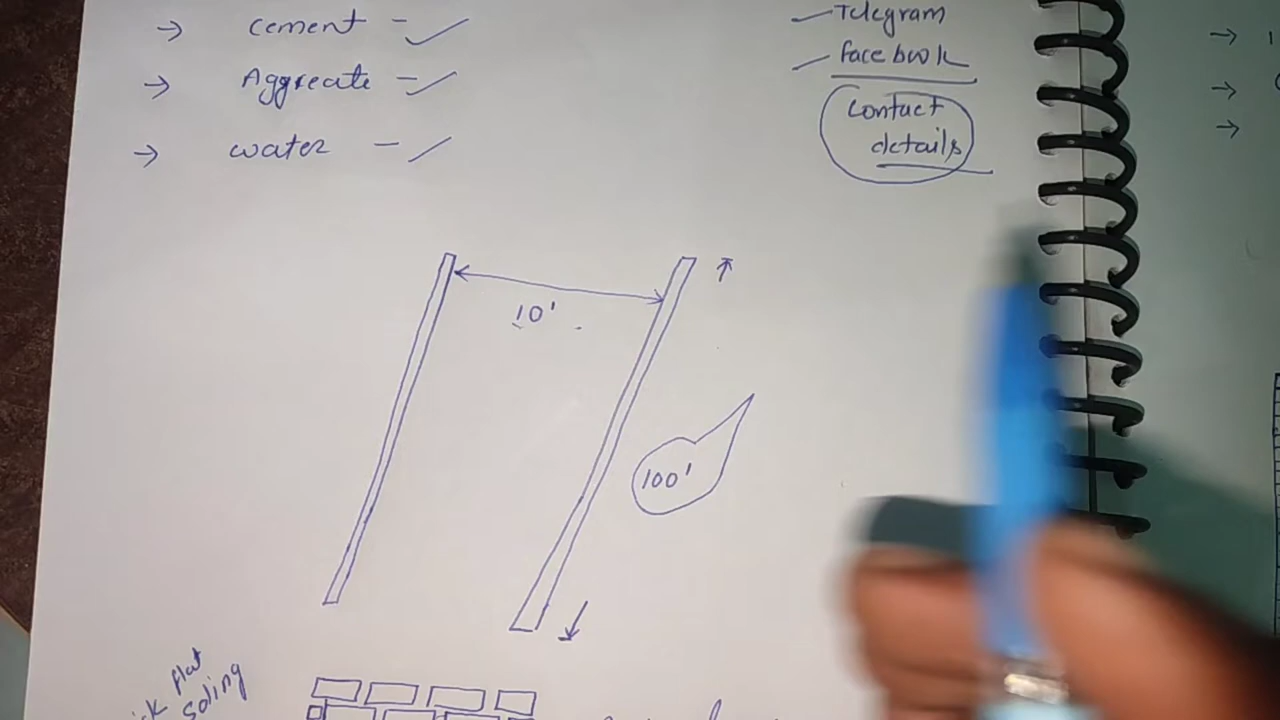 → cement - ✓
→ Aggreate - ✓
→ water - ✓
✓ Telegram
✓ facebook
contact
details
10'
100'
flat
soling